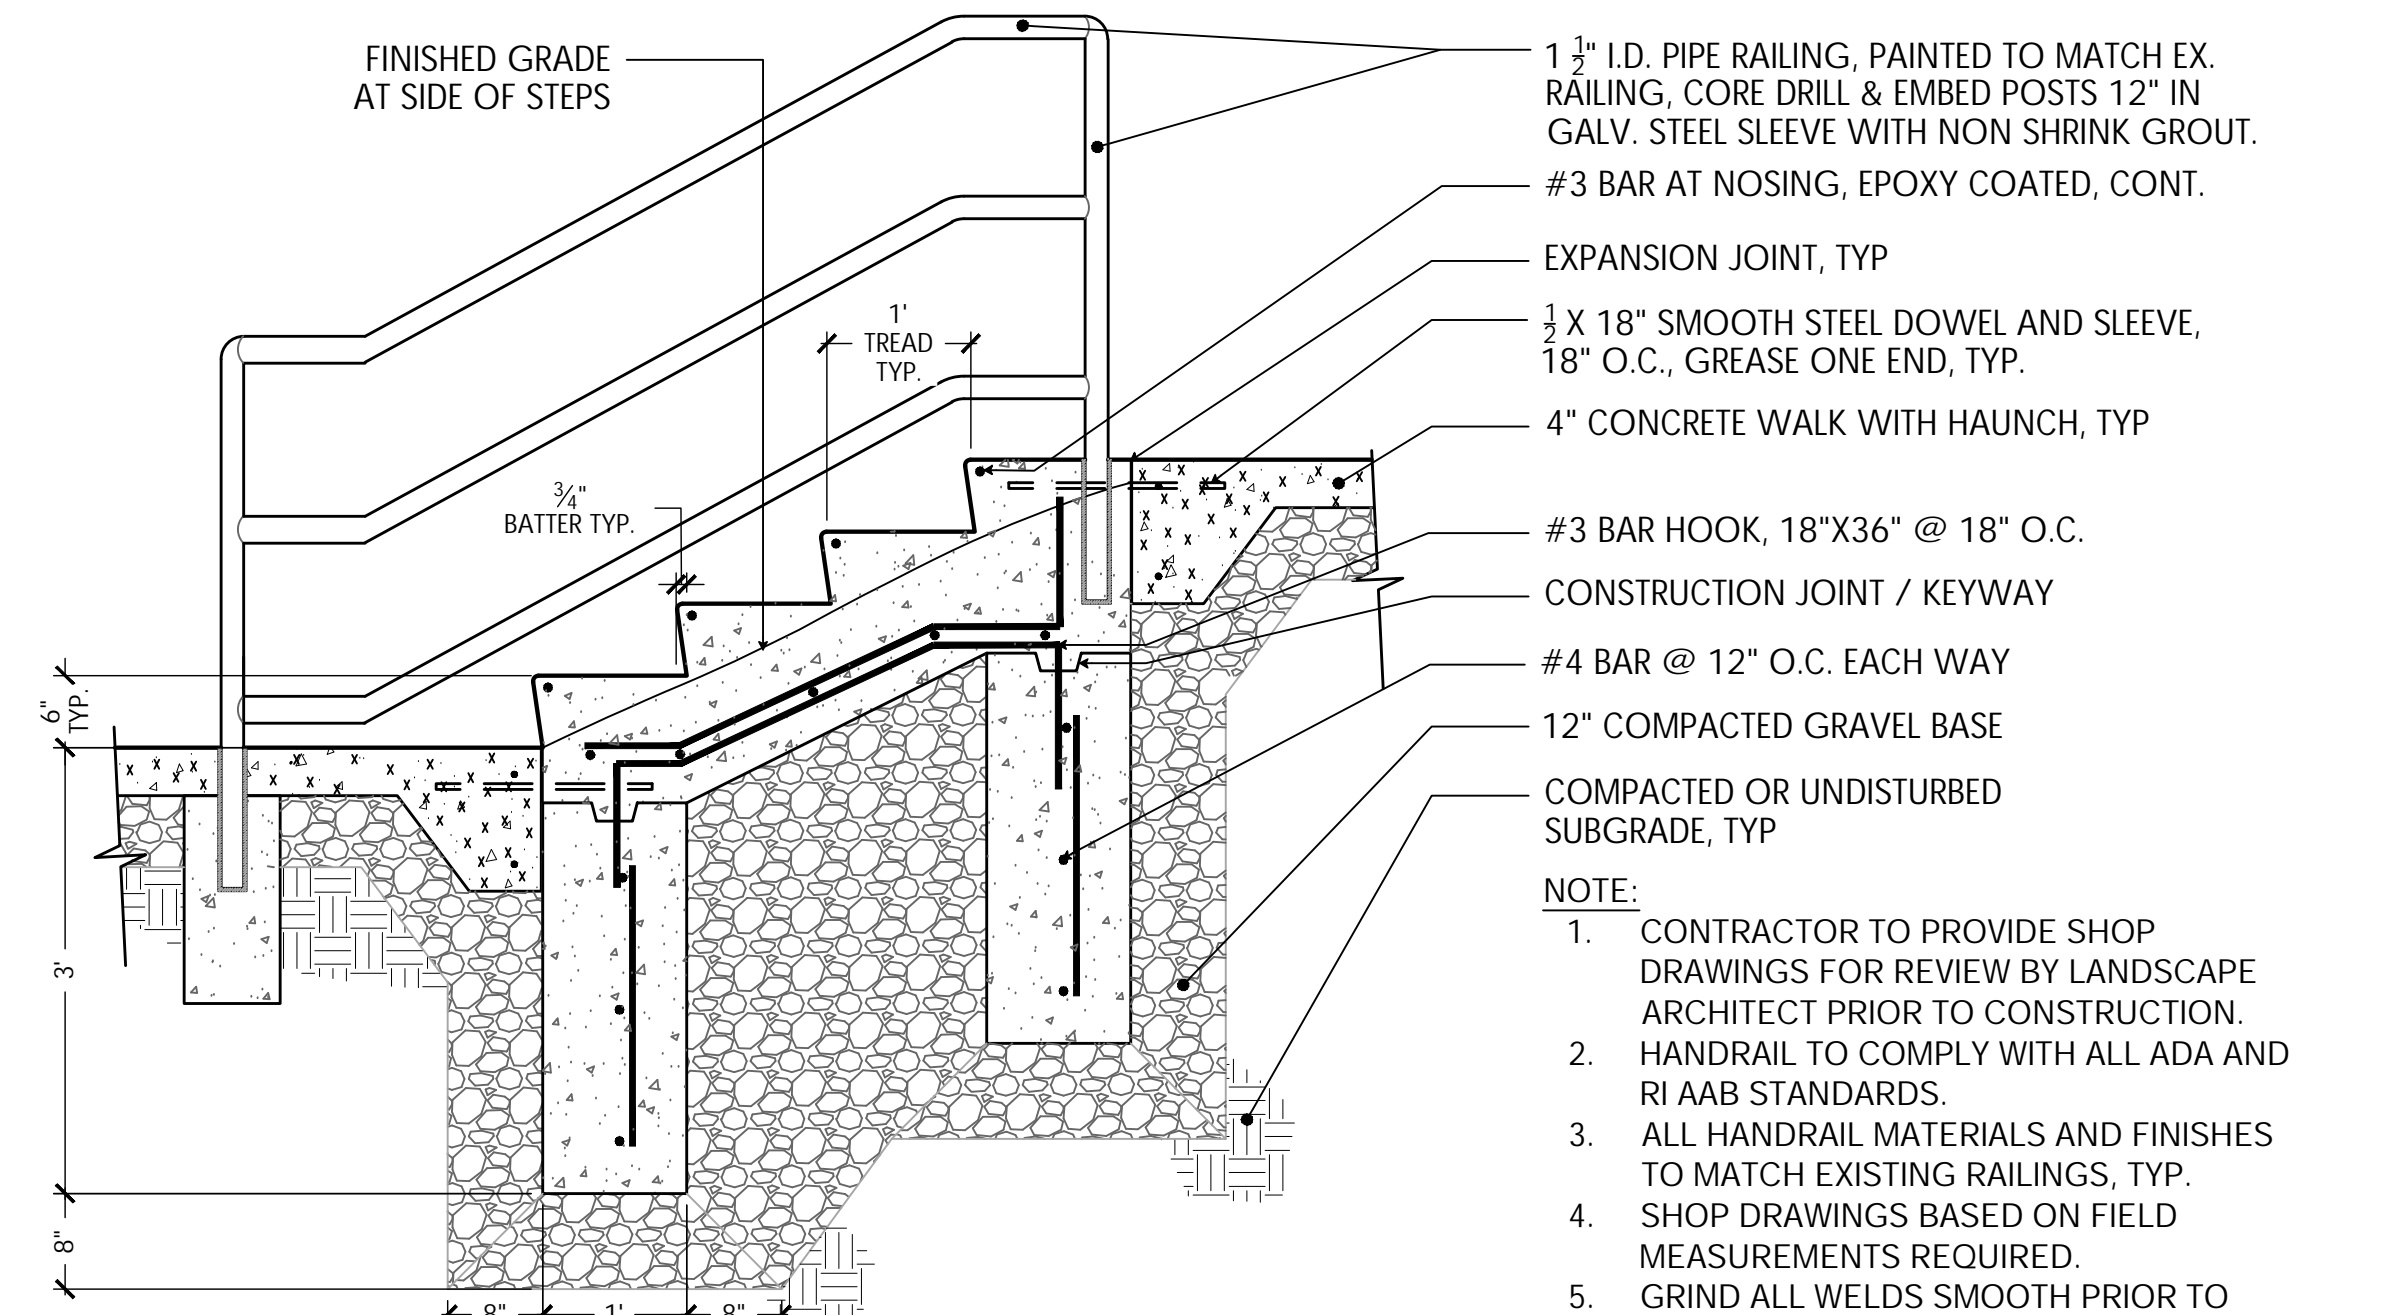 FINISHED GRADE
AT SIDE OF STEPS
1'
TREAD
TYP.
3/4"
BATTER TYP.
6"
TYP.
3'
8"
8"
1'
8"
1 1/2" I.D. PIPE RAILING, PAINTED TO MATCH EX.
RAILING, CORE DRILL & EMBED POSTS 12" IN
GALV. STEEL SLEEVE WITH NON SHRINK GROUT.
#3 BAR AT NOSING, EPOXY COATED, CONT.
EXPANSION JOINT, TYP
1/2 X 18" SMOOTH STEEL DOWEL AND SLEEVE,
18" O.C., GREASE ONE END, TYP.
4" CONCRETE WALK WITH HAUNCH, TYP
#3 BAR HOOK, 18"X36" @ 18" O.C.
CONSTRUCTION JOINT / KEYWAY
#4 BAR @ 12" O.C. EACH WAY
12" COMPACTED GRAVEL BASE
COMPACTED OR UNDISTURBED
SUBGRADE, TYP
NOTE:
1. CONTRACTOR TO PROVIDE SHOP
DRAWINGS FOR REVIEW BY LANDSCAPE
ARCHITECT PRIOR TO CONSTRUCTION.
2. HANDRAIL TO COMPLY WITH ALL ADA AND
RI AAB STANDARDS.
3. ALL HANDRAIL MATERIALS AND FINISHES
TO MATCH EXISTING RAILINGS, TYP.
4. SHOP DRAWINGS BASED ON FIELD
MEASUREMENTS REQUIRED.
5. GRIND ALL WELDS SMOOTH PRIOR TO